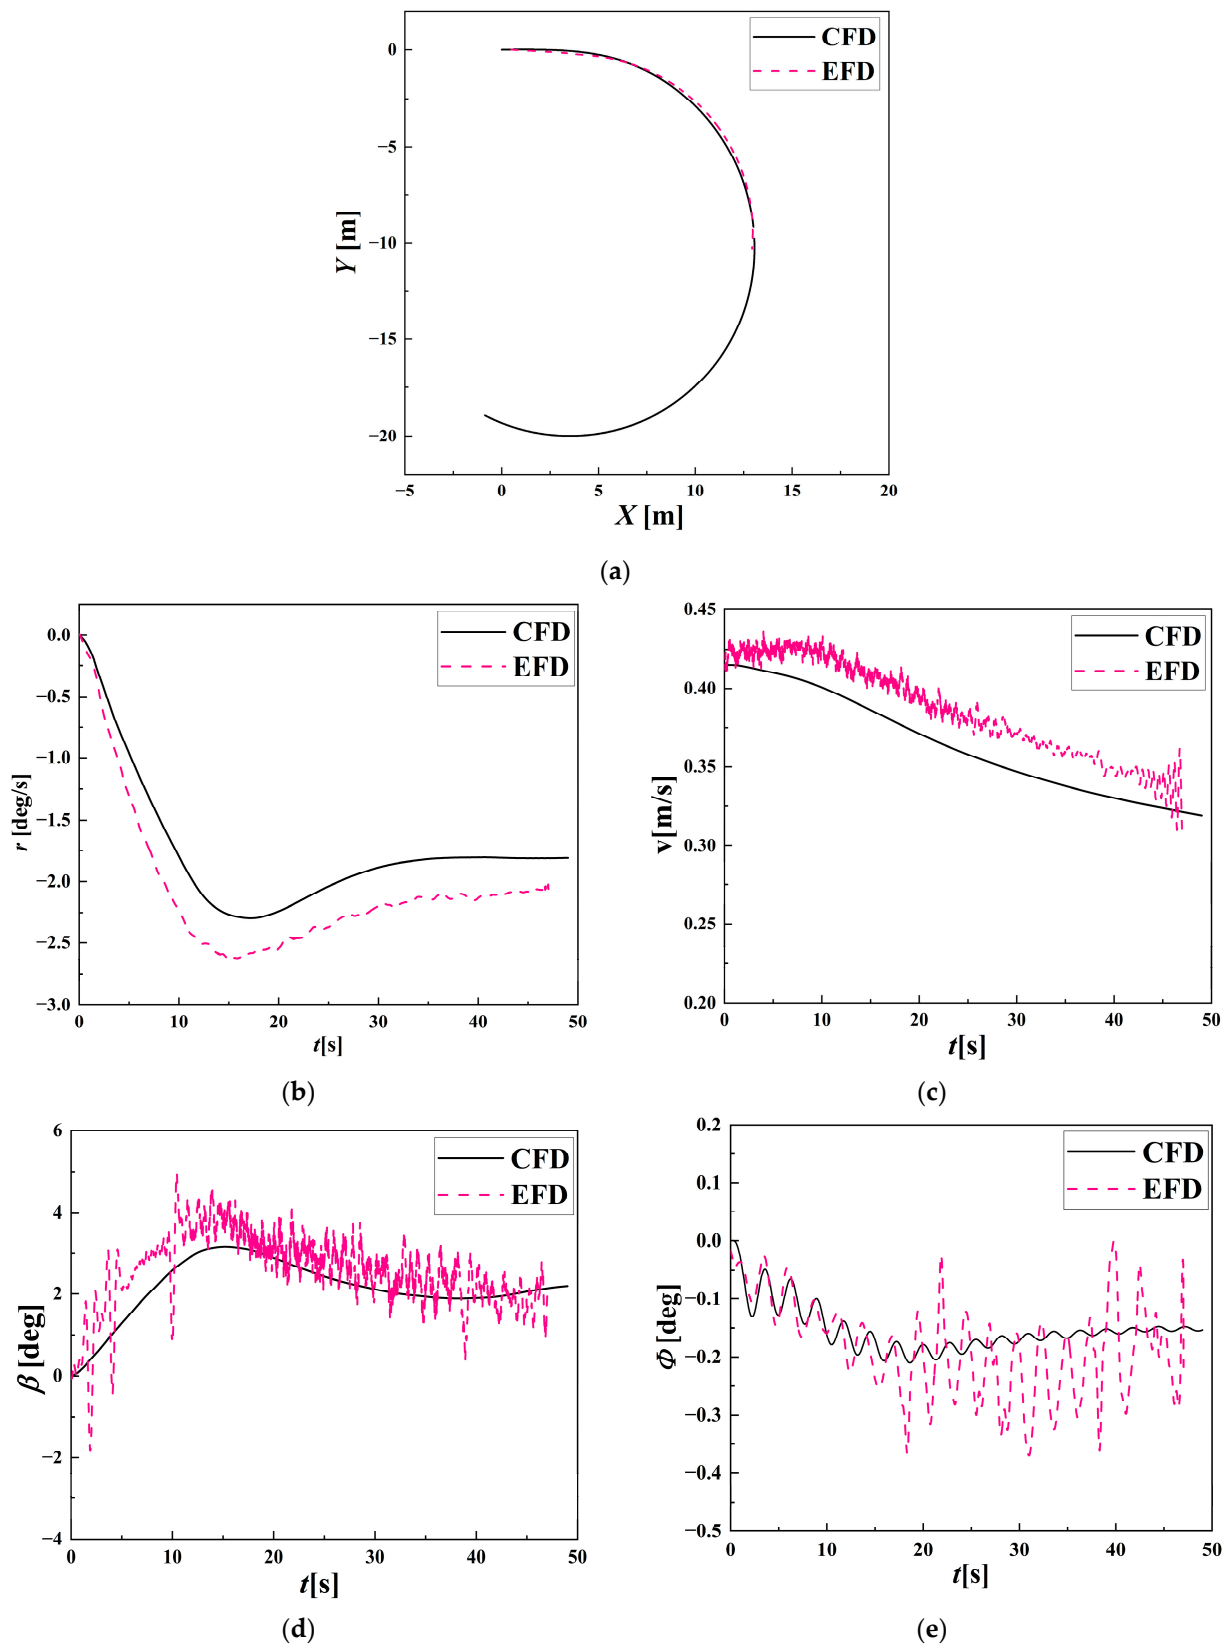 CFD
EFD
0
−5
−10
−15
−20
Y [m]
−5 0 5 10 15 20
X [m]
(a)
CFD
EFD
0.0
−0.5
−1.0
−1.5
−2.0
−2.5
−3.0
r [deg/s]
0 10 20 30 40 50
t[s]
(b)
CFD
EFD
0.45
0.40
0.35
0.30
0.25
0.20
v[m/s]
0 10 20 30 40 50
t[s]
(c)
CFD
EFD
6
4
2
0
−2
−4
β [deg]
0 10 20 30 40 50
t[s]
(d)
CFD
EFD
0.2
0.1
0.0
−0.1
−0.2
−0.3
−0.4
−0.5
Φ [deg]
0 10 20 30 40 50
t[s]
(e)